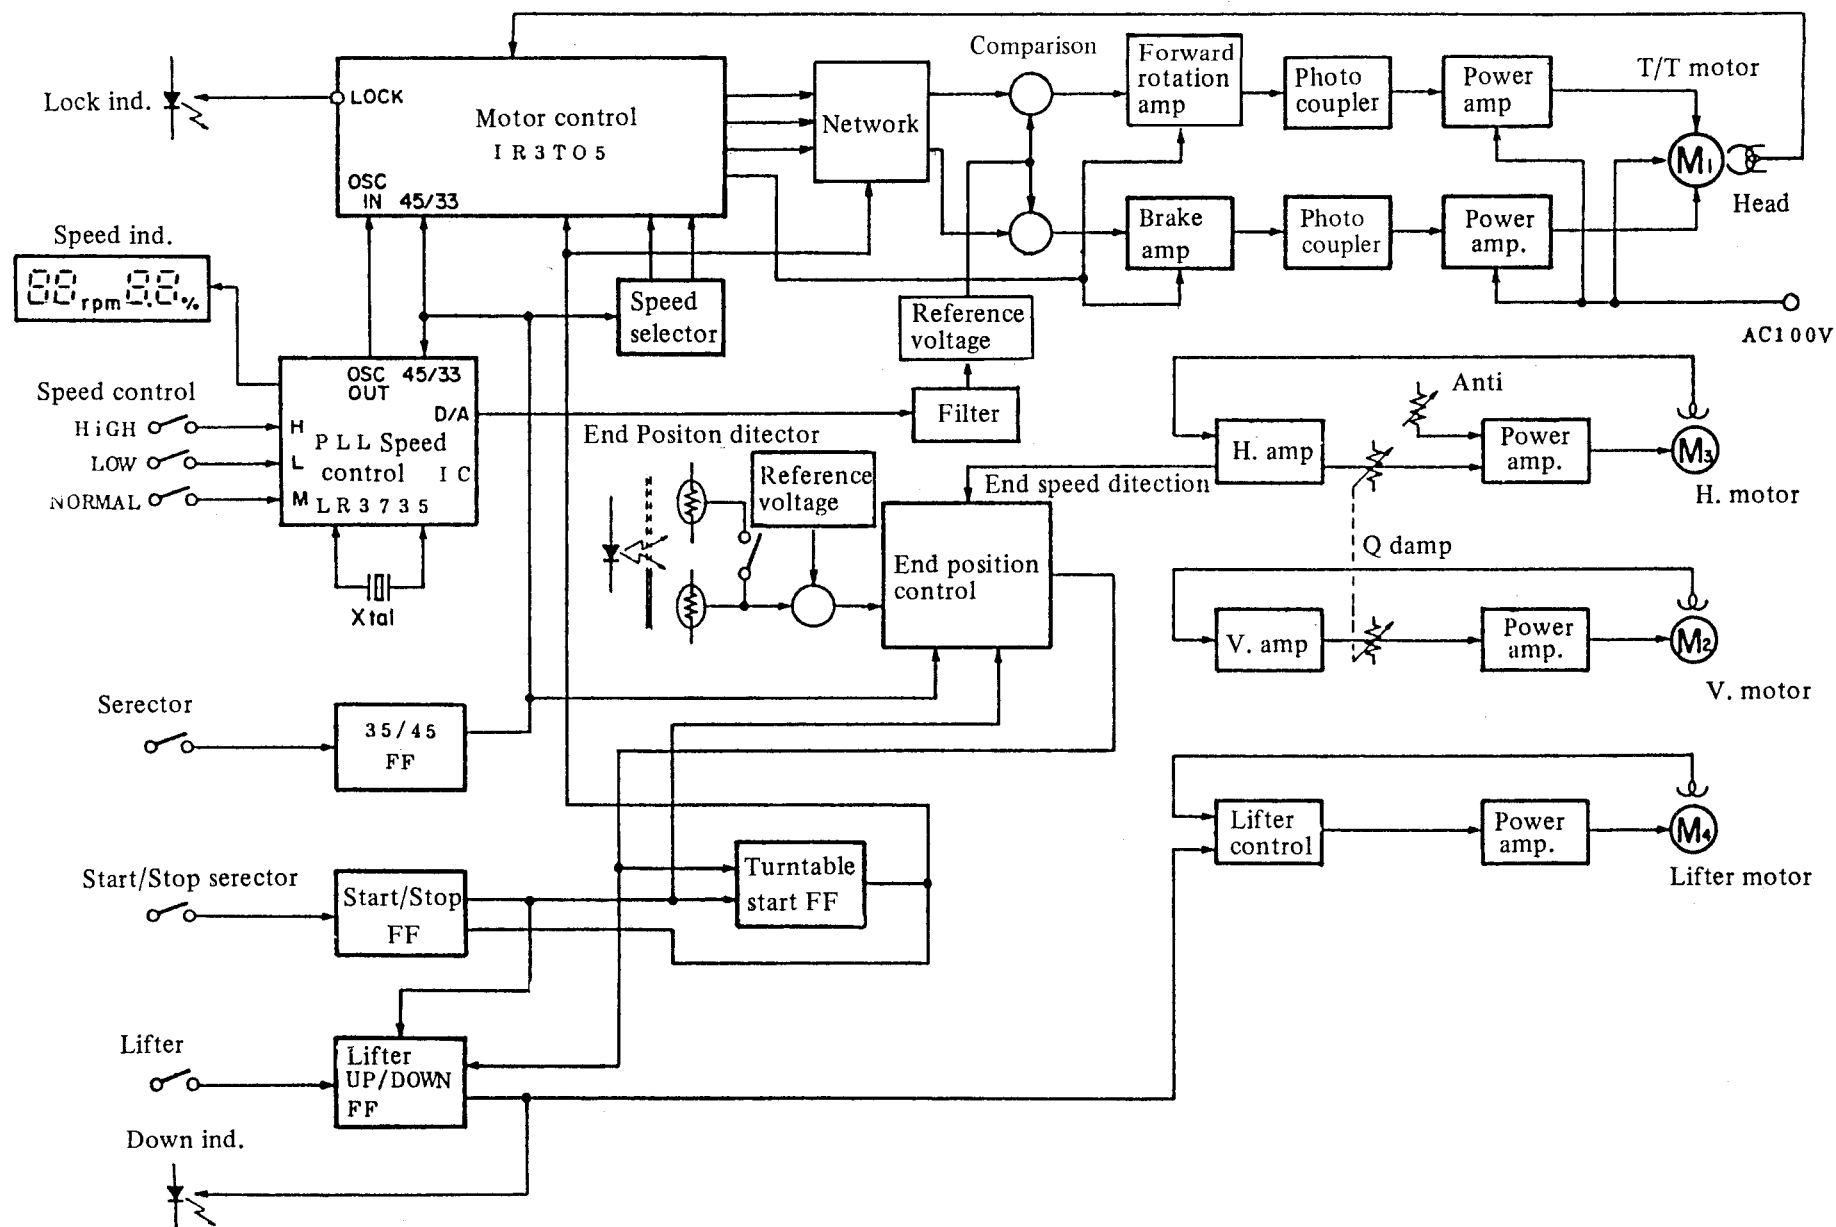 Comparison
Forward
rotation
amp
Photo
coupler
Power
amp
T/T motor
Lock ind.
LOCK
Motor control
IR3TO5
Network
M1
Head
OSC
IN
45/33
Brake
amp
Photo
coupler
Power
amp.
Speed ind.
88 rpm 8.8 %
Speed
selector
Reference
voltage
AC100V
OSC
OUT
45/33
Speed control
HiGH
LOW
NORMAL
H
L
M
D/A
PLL Speed
control IC
LR3735
Filter
Xtal
End Positon ditector
Reference
voltage
End position
control
End speed ditection
Anti
H. amp
Power
amp.
M3
H. motor
Q damp
V. amp
Power
amp.
M2
V. motor
Serector
35/45
FF
Lifter
control
Power
amp.
M4
Lifter motor
Start/Stop serector
Start/Stop
FF
Turntable
start FF
Lifter
Lifter
UP/DOWN
FF
Down ind.